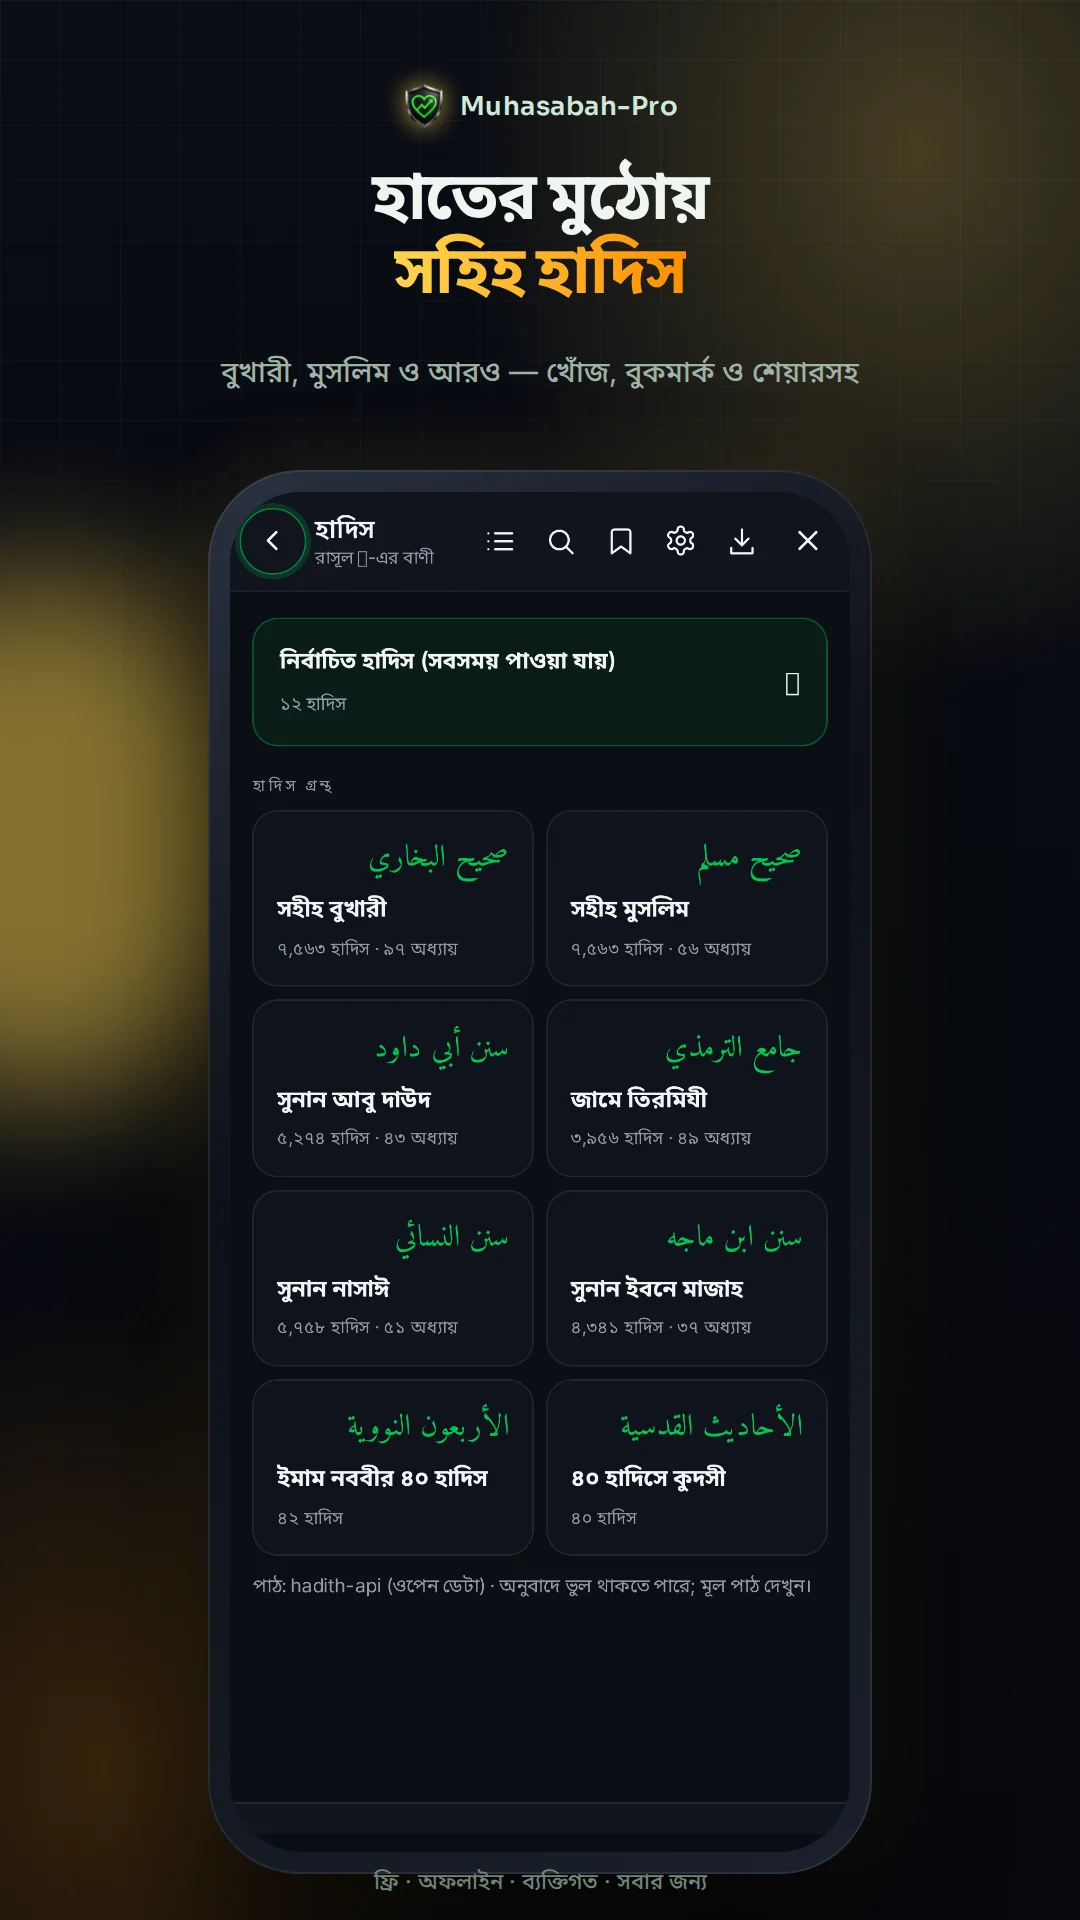 Muhasabah-Pro
হাতের মুঠোয়
সহিহ হাদিস
বুখারী, মুসলিম ও আরও — খোঁজ, বুকমার্ক ও শেয়ারসহ
হাদিস
রাসূল -এর বাণী
নির্বাচিত হাদিস (সবসময় পাওয়া যায়)
১২ হাদিস
হাদিস গ্রন্থ
صحيح البخاري
সহীহ বুখারী
৭,৫৬৩ হাদিস · ৯৭ অধ্যায়
صحيح مسلم
সহীহ মুসলিম
৭,৫৬৩ হাদিস · ৫৬ অধ্যায়
سنن أبي داود
সুনান আবু দাউদ
৫,২৭৪ হাদিস · ৪৩ অধ্যায়
جامع الترمذي
জামে তিরমিযী
৩,৯৫৬ হাদিস · ৪৯ অধ্যায়
سنن النسائي
সুনান নাসাঈ
৫,৭৫৮ হাদিস · ৫১ অধ্যায়
سنن ابن ماجه
সুনান ইবনে মাজাহ
৪,৩৪১ হাদিস · ৩৭ অধ্যায়
الأربعون النووية
ইমাম নববীর ৪০ হাদিস
৪২ হাদিস
الأحاديث القدسية
৪০ হাদিসে কুদসী
৪০ হাদিস
পাঠ: hadith-api (ওপেন ডেটা) · অনুবাদে ভুল থাকতে পারে; মূল পাঠ দেখুন।
ফ্রি · অফলাইন · ব্যক্তিগত · সবার জন্য